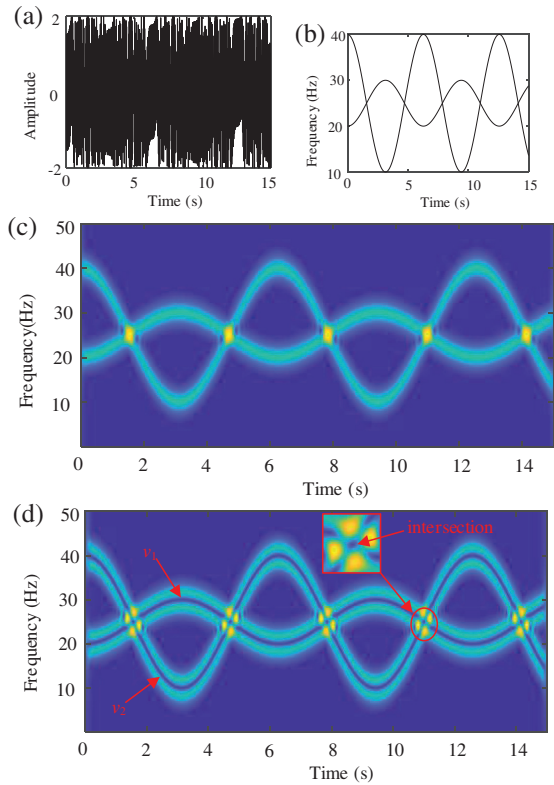 (a)
2
0
-2
Amplitude
0 5 10 15
Time (s)
(b)
40
30
20
10
Frequency (Hz)
0 5 10 15
Time (s)
(c)
50
40
30
20
10
Frequency(Hz)
0 2 4 6 8 10 12 14
Time (s)
(d)
50
40
30
20
10
Frequency (Hz)
v1
v2
intersection
0 2 4 6 8 10 12 14
Time (s)